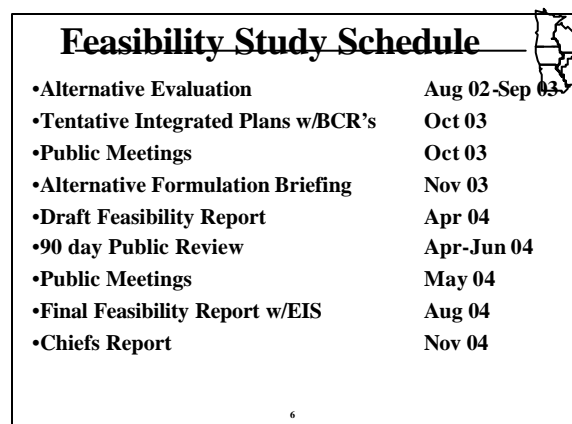 Feasibility Study Schedule
•Alternative Evaluation Aug 02-Sep 03
•Tentative Integrated Plans w/BCR’s Oct 03
•Public Meetings Oct 03
•Alternative Formulation Briefing Nov 03
•Draft Feasibility Report Apr 04
•90 day Public Review Apr-Jun 04
•Public Meetings May 04
•Final Feasibility Report w/EIS Aug 04
•Chiefs Report Nov 04
6